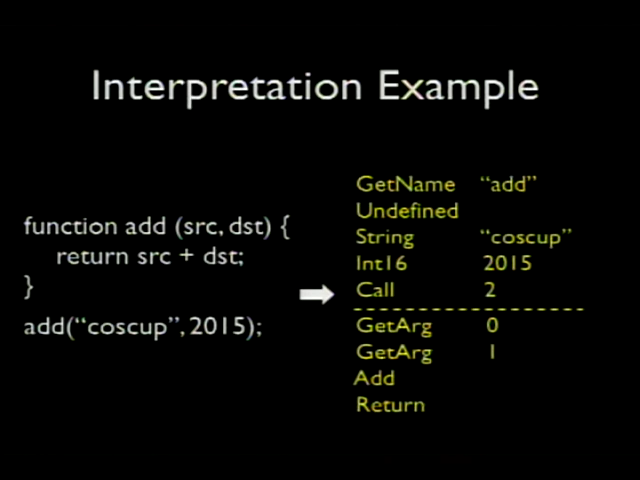 Interpretation Example
function add (src, dst) {
return src + dst;
}
add(“coscup”, 2015);
GetName “add”
Undefined
String “coscup”
Int16 2015
Call 2
GetArg 0
GetArg 1
Add
Return